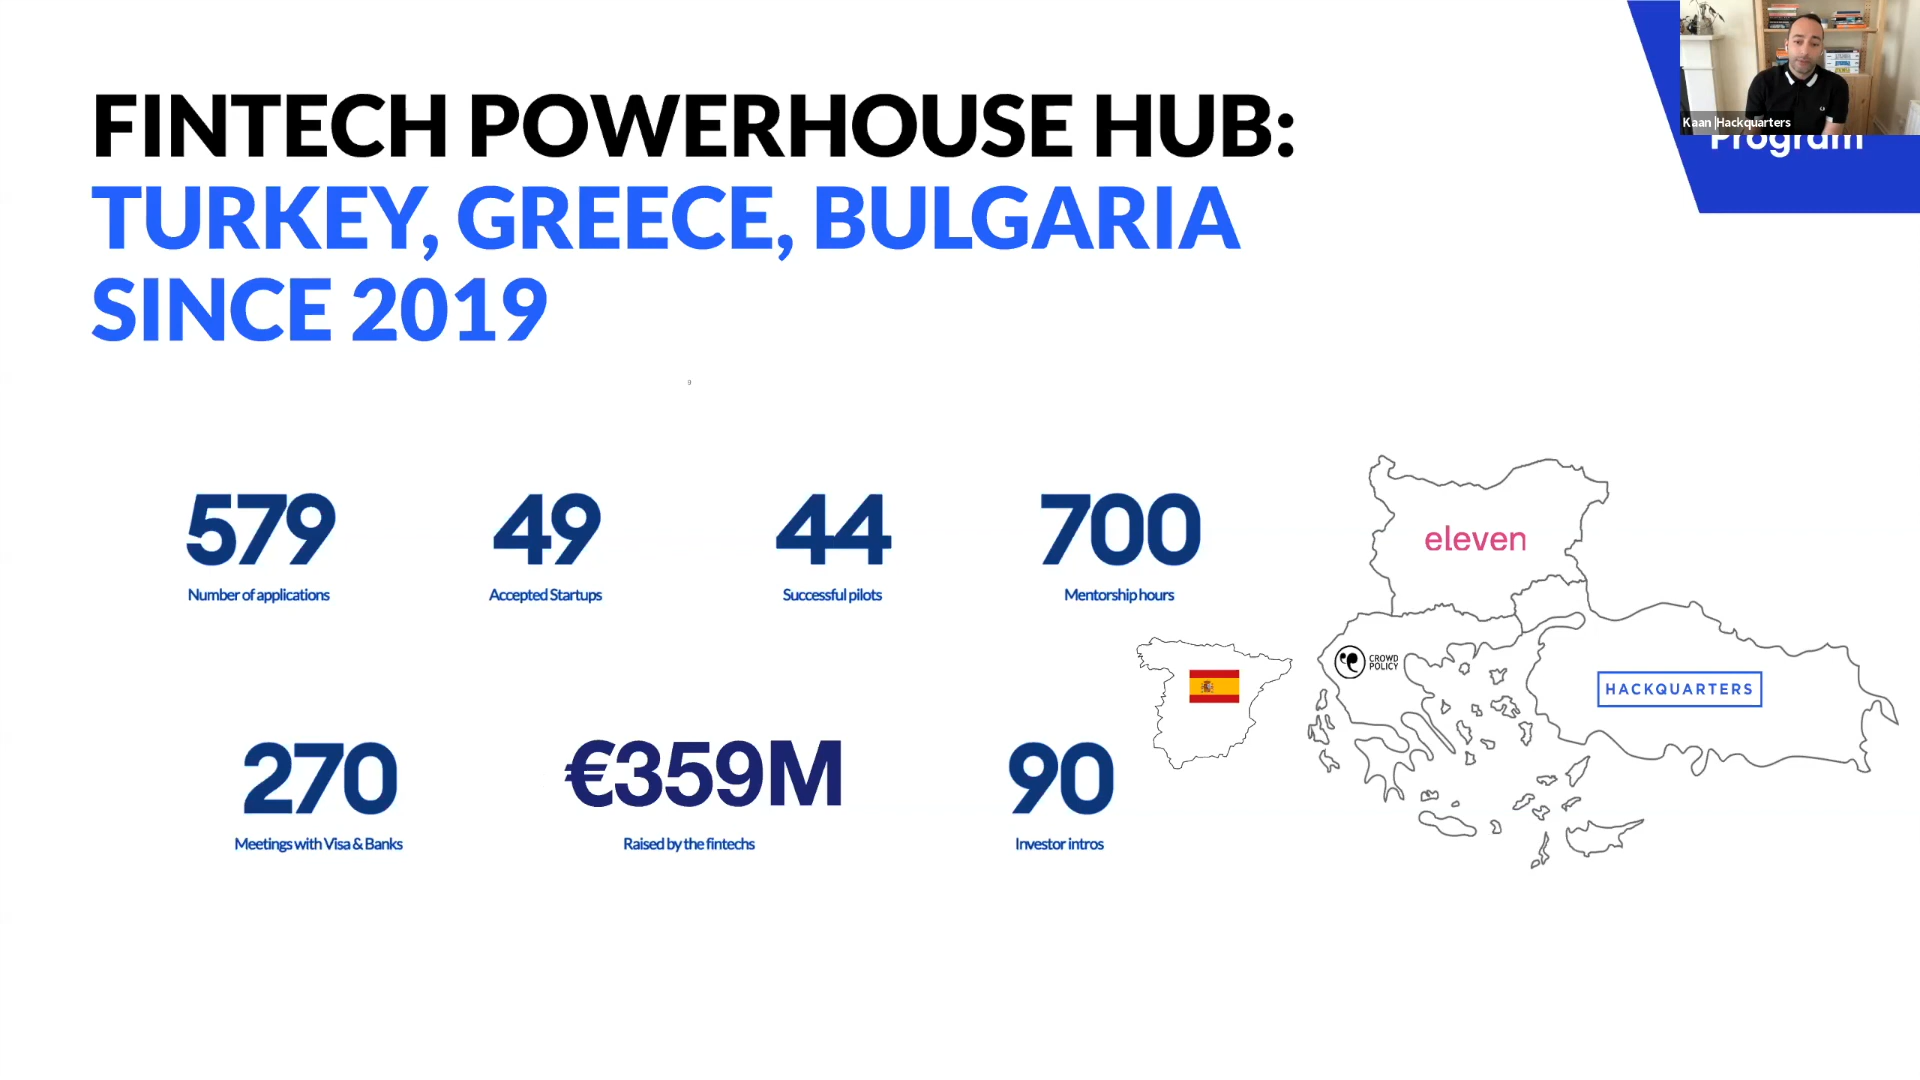 FINTECH POWERHOUSE HUB:
TURKEY, GREECE, BULGARIA
SINCE 2019
Kaan |Hackquarters
Program
9
579
Number of applications
49
Accepted Startups
44
Successful pilots
700
Mentorship hours
270
Meetings with Visa & Banks
€359M
Raised by the fintechs
90
Investor intros
eleven
CROWD
POLICY
HACKQUARTERS